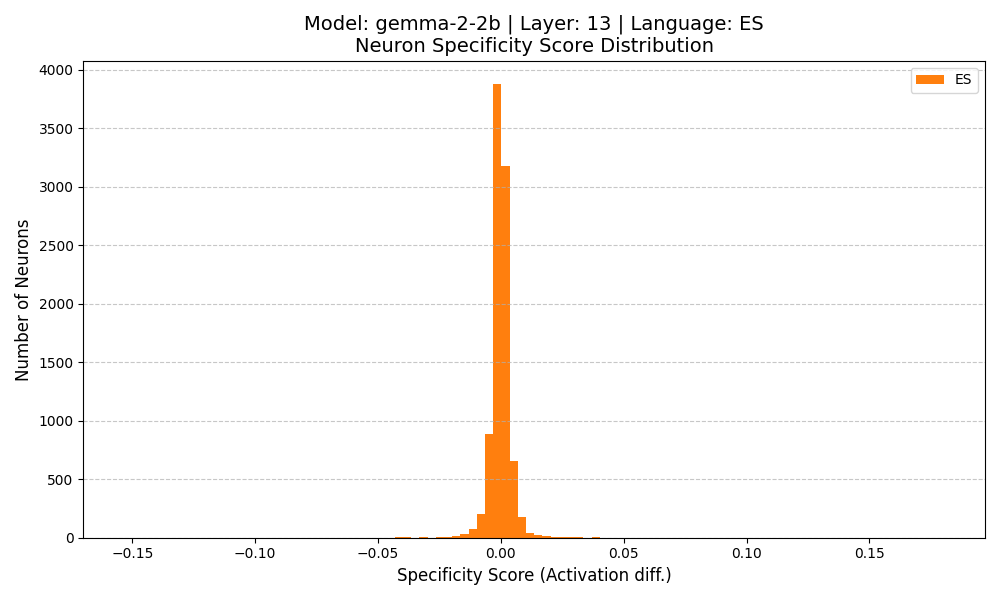 Model: gemma-2-2b | Layer: 13 | Language: ES
Neuron Specificity Score Distribution
ES
4000
3500
3000
2500
2000
1500
1000
500
0
Number of Neurons
−0.15 −0.10 −0.05 0.00 0.05 0.10 0.15
Specificity Score (Activation diff.)